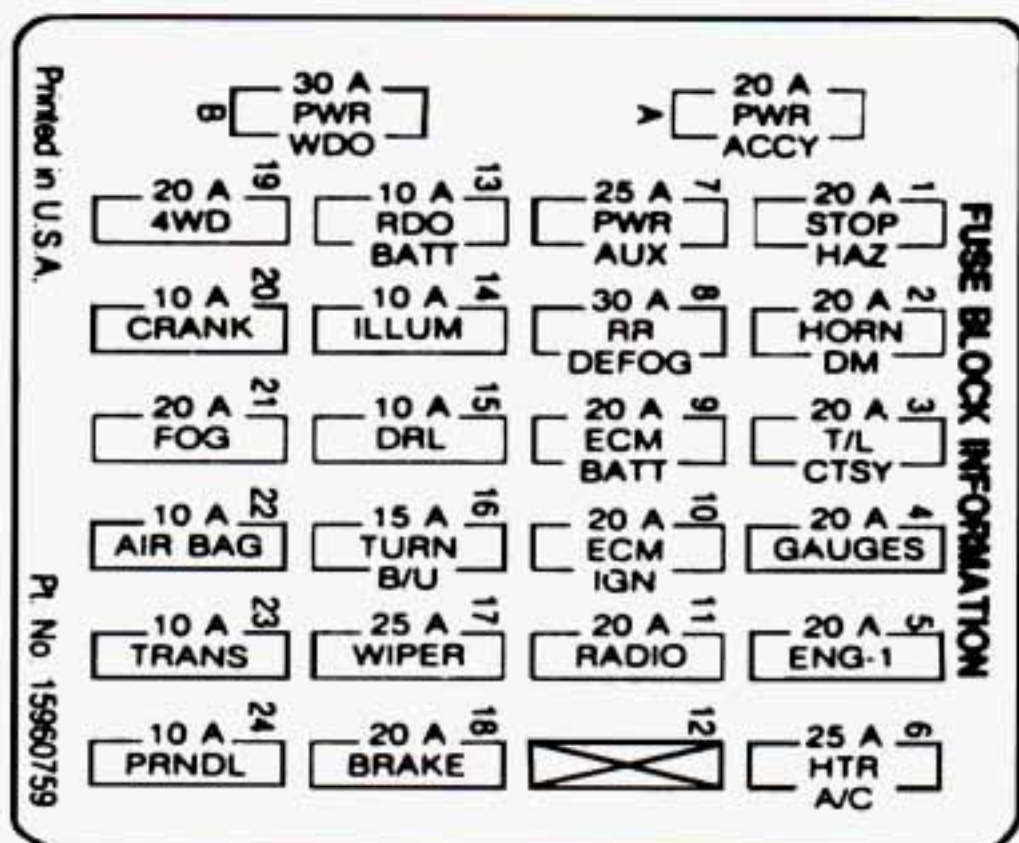 FUSE BLOCK INFORMATION
B
30 A
PWR
WDO
A
20 A
PWR
ACCY
19
20 A
4WD
13
10 A
RDO
BATT
7
25 A
PWR
AUX
1
20 A
STOP
HAZ
20
10 A
CRANK
14
10 A
ILLUM
8
30 A
RR
DEFOG
2
20 A
HORN
DM
21
20 A
FOG
15
10 A
DRL
9
20 A
ECM
BATT
3
20 A
T/L
CTSY
22
10 A
AIR BAG
16
15 A
TURN
B/U
10
20 A
ECM
IGN
4
20 A
GAUGES
23
10 A
TRANS
17
25 A
WIPER
11
20 A
RADIO
5
20 A
ENG-1
24
10 A
PRNDL
18
20 A
BRAKE
12
6
25 A
HTR
A/C
Printed in U.S.A.
Pt. No. 15960759